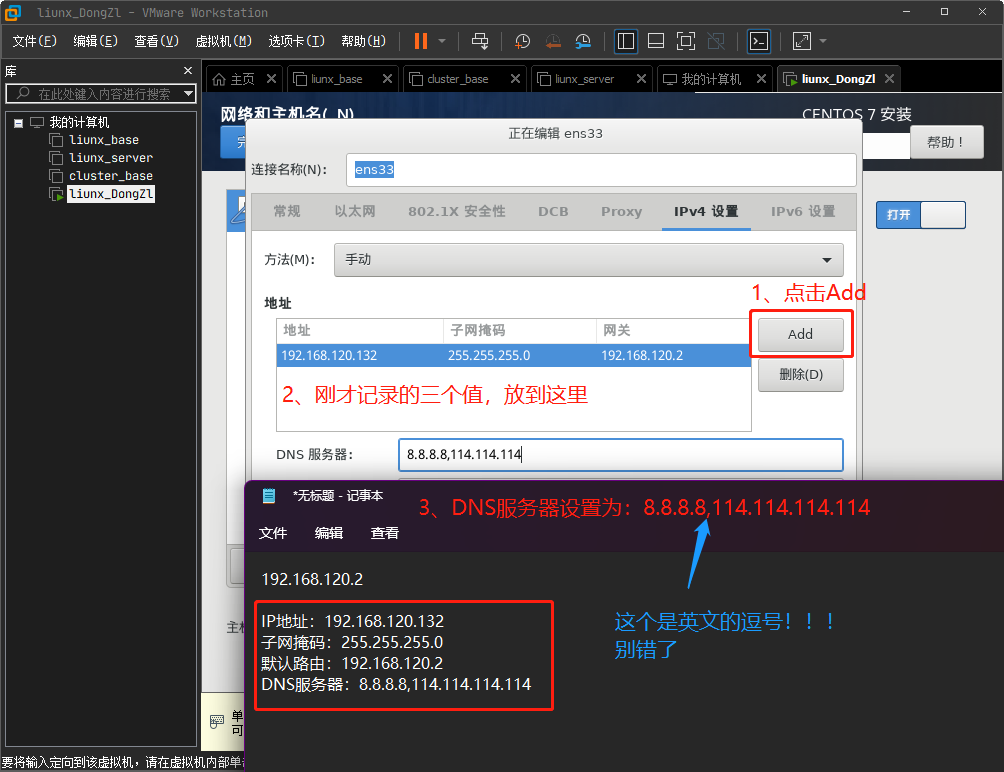 liunx_DongZl - VMware Workstation
文件(F) 编辑(E) 查看(V) 虚拟机(M) 选项卡(T) 帮助(H)
库
在此处键入内容进行搜索
我的计算机
liunx_base
liunx_server
cluster_base
liunx_DongZl
主页 liunx_base cluster_base liunx_server 我的计算机 liunx_DongZl
网络和主机名(_N)
CENTOS 7 安装
帮助！
打开
正在编辑 ens33
连接名称(N)： ens33
常规 以太网 802.1X 安全性 DCB Proxy IPv4 设置 IPv6 设置
方法(M)： 手动
1、点击Add
地址
地址 子网掩码 网关
192.168.120.132 255.255.255.0 192.168.120.2
Add
删除(D)
2、刚才记录的三个值，放到这里
DNS 服务器： 8.8.8.8,114.114.114
*无标题 - 记事本
3、DNS服务器设置为：8.8.8.8,114.114.114.114
文件 编辑 查看
192.168.120.2
IP地址：192.168.120.132
子网掩码：255.255.255.0
默认路由：192.168.120.2
DNS服务器：8.8.8.8,114.114.114.114
这个是英文的逗号！！！
别错了
要将输入定向到该虚拟机，请在虚拟机内部单